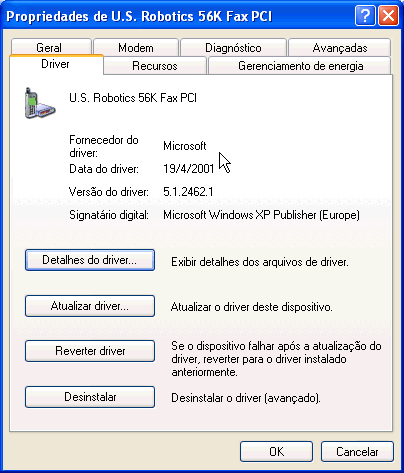 Propriedades de U.S. Robotics 56K Fax PCI
Geral
Modem
Diagnóstico
Avançadas
Driver
Recursos
Gerenciamento de energia
U.S. Robotics 56K Fax PCI
Fornecedor do
driver:
Microsoft
Data do driver:
19/4/2001
Versão do driver:
5.1.2462.1
Signatário digital:
Microsoft Windows XP Publisher (Europe)
Detalhes do driver...
Exibir detalhes dos arquivos de driver.
Atualizar driver...
Atualizar o driver deste dispositivo.
Reverter driver
Se o dispositivo falhar após a atualização do
driver, reverter para o driver instalado
anteriormente.
Desinstalar
Desinstalar o driver (avançado).
OK
Cancelar